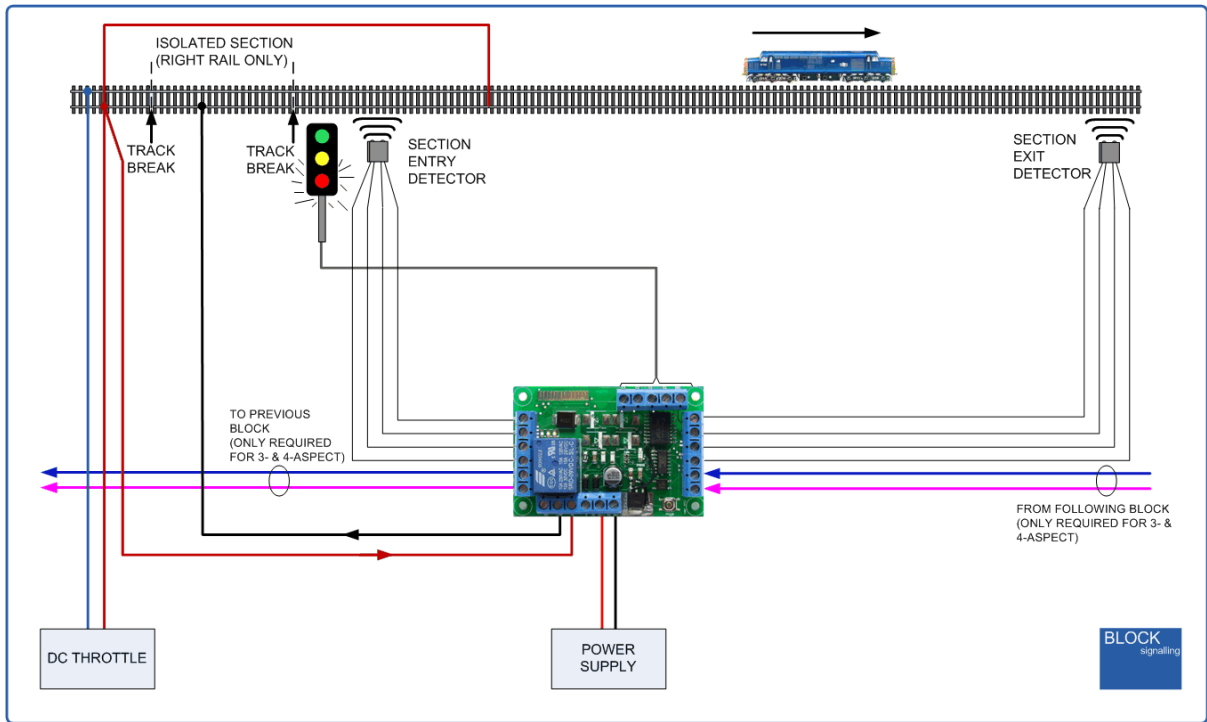 ISOLATED SECTION
(RIGHT RAIL ONLY)
TRACK
BREAK
TRACK
BREAK
SECTION
ENTRY
DETECTOR
SECTION
EXIT
DETECTOR
TO PREVIOUS
BLOCK
(ONLY REQUIRED
FOR 3- & 4-ASPECT)
FROM FOLLOWING BLOCK
(ONLY REQUIRED FOR 3- &
4-ASPECT)
DC THROTTLE
POWER
SUPPLY
BLOCK
signalling